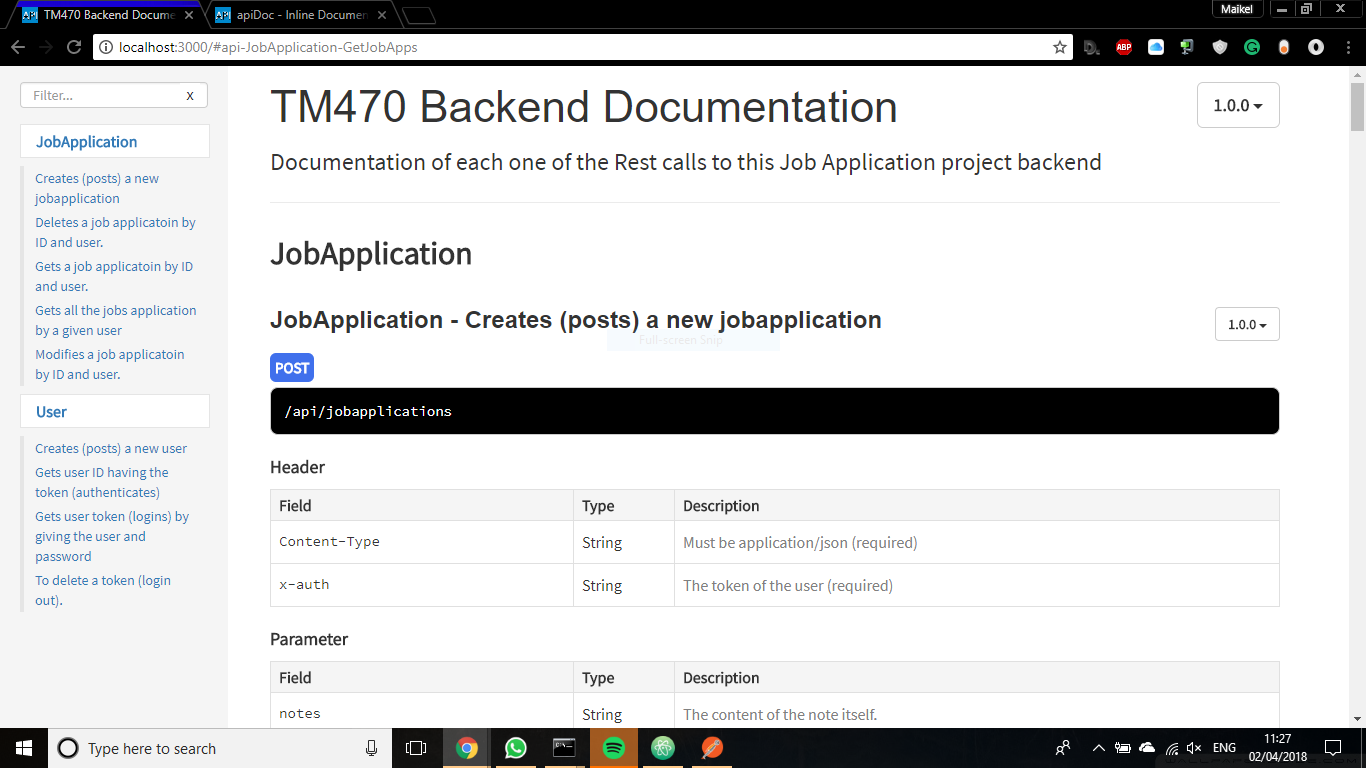 TM470 Backend Docume
apiDoc - Inline Documen
Maikel
localhost:3000/#api-JobApplication-GetJobApps
ABP
Filter...
X
JobApplication
Creates (posts) a new
jobapplication
Deletes a job applicatoin by
ID and user.
Gets a job applicatoin by ID
and user.
Gets all the jobs application
by a given user
Modifies a job applicatoin
by ID and user.
User
Creates (posts) a new user
Gets user ID having the
token (authenticates)
Gets user token (logins) by
giving the user and
password
To delete a token (login
out).
TM470 Backend Documentation
1.0.0
Documentation of each one of the Rest calls to this Job Application project backend
JobApplication
JobApplication - Creates (posts) a new jobapplication
1.0.0
Full-screen Snip
POST
/api/jobapplications
Header
Field Type Description
Content-Type String Must be application/json (required)
x-auth String The token of the user (required)
Parameter
Field Type Description
notes String The content of the note itself.
Type here to search
ENG
11:27
02/04/2018